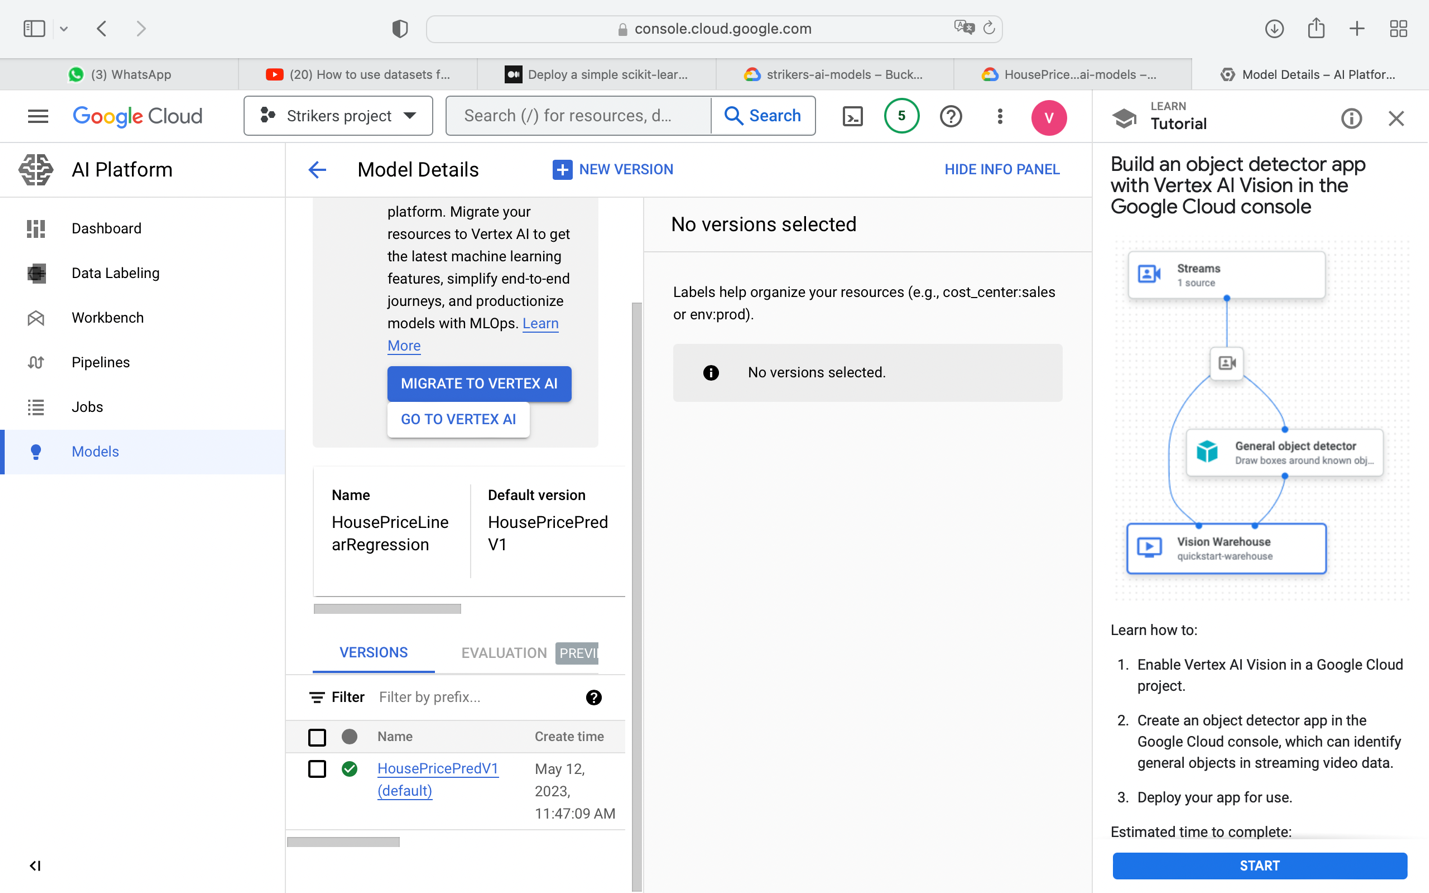 console.cloud.google.com
(3) WhatsApp
(20) How to use datasets f...
Deploy a simple scikit-lear...
strikers-ai-models – Buck...
HousePrice...ai-models –...
Model Details – AI Platfor...
Google Cloud
Strikers project
Search (/) for resources, d...
Search
5
V
LEARN
Tutorial
AI Platform
Model Details
NEW VERSION
HIDE INFO PANEL
Dashboard
Data Labeling
Workbench
Pipelines
Jobs
Models
platform. Migrate your
resources to Vertex AI to get
the latest machine learning
features, simplify end-to-end
journeys, and productionize
models with MLOps. Learn
More
MIGRATE TO VERTEX AI
GO TO VERTEX AI
Name
HousePriceLine
arRegression
Default version
HousePricePred
V1
VERSIONS
EVALUATION
PREVI
Filter
Filter by prefix...
Name
Create time
HousePricePredV1
(default)
May 12,
2023,
11:47:09 AM
No versions selected
Labels help organize your resources (e.g., cost_center:sales
or env:prod).
No versions selected.
Build an object detector app
with Vertex AI Vision in the
Google Cloud console
Streams
1 source
General object detector
Draw boxes around known obj...
Vision Warehouse
quickstart-warehouse
Learn how to:
1. Enable Vertex AI Vision in a Google Cloud
project.
2. Create an object detector app in the
Google Cloud console, which can identify
general objects in streaming video data.
3. Deploy your app for use.
Estimated time to complete:
START